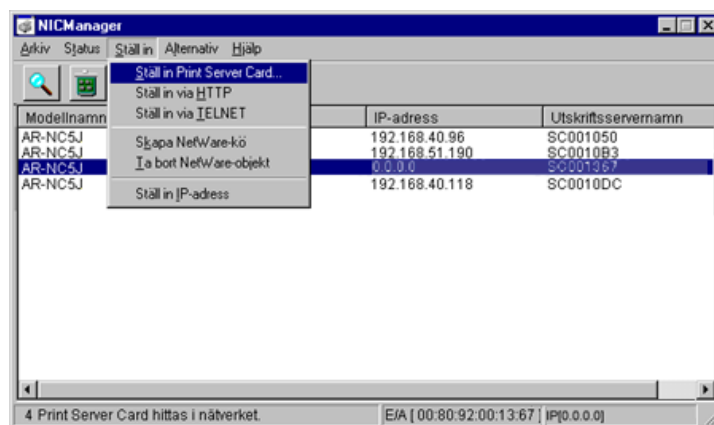 NICManager
Arkiv Status Ställ in Alternativ Hjälp
Ställ in Print Server Card...
Ställ in via HTTP
Ställ in via TELNET
Skapa NetWare-kö
Ta bort NetWare-objekt
Ställ in IP-adress
Modellnamn IP-adress Utskriftsservernamn
AR-NC5J 192.168.40.96 SC001050
AR-NC5J 192.168.51.190 SC0010B3
AR-NC5J 0.0.0.0 SC001367
AR-NC5J 192.168.40.118 SC0010DC
4 Print Server Card hittas i nätverket. E/A [ 00:80:92:00:13:67 ] IP[0.0.0.0]